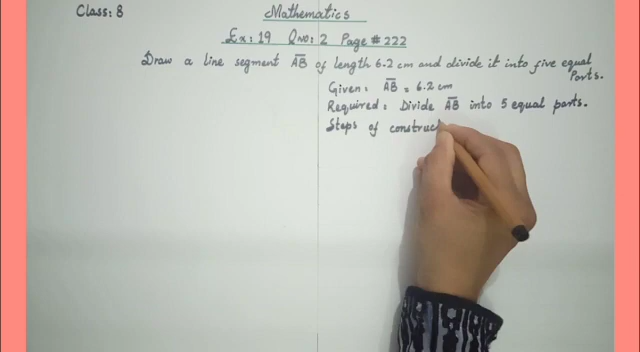 Class: 8
Mathematics
Ex: 19 Q NO: 2 Page # 222
Draw a line segment AB of length 6.2 cm and divide it into five equal
Parts.
Given: AB = 6.2 cm
Required: Divide AB into 5 equal parts.
Steps of construct